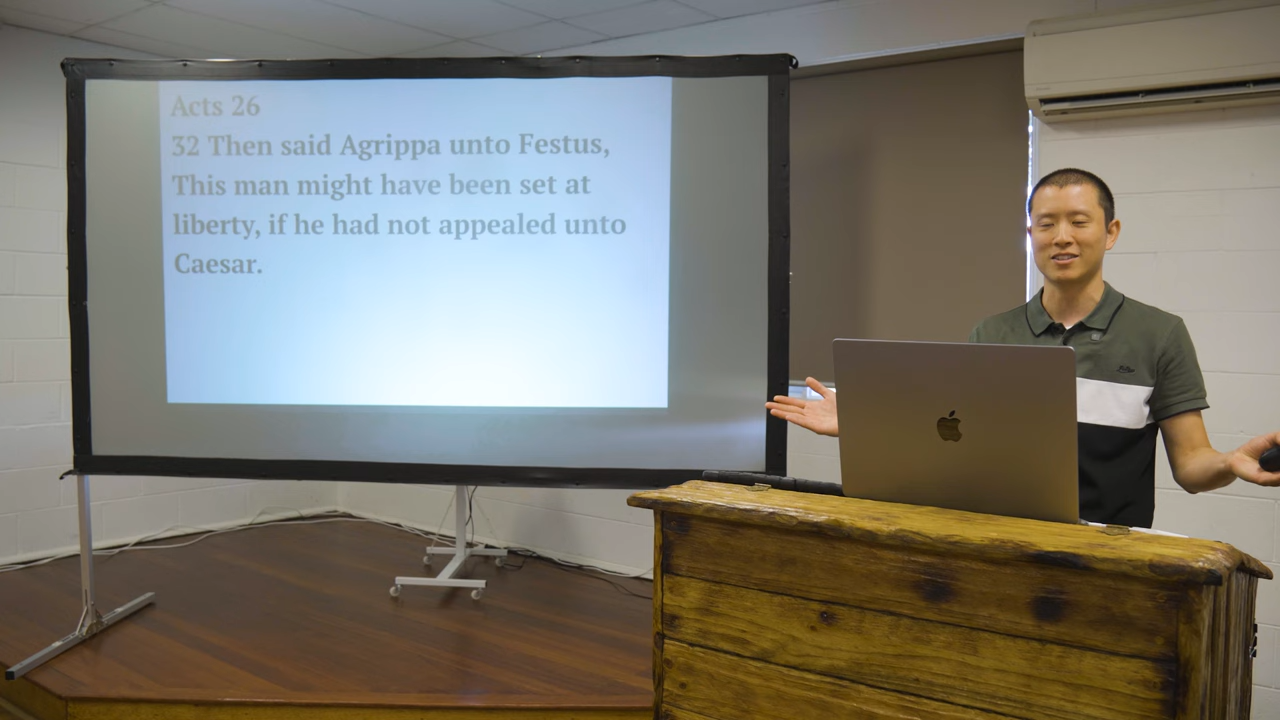 Acts 26
32 Then said Agrippa unto Festus,
This man might have been set at
liberty, if he had not appealed unto
Caesar.